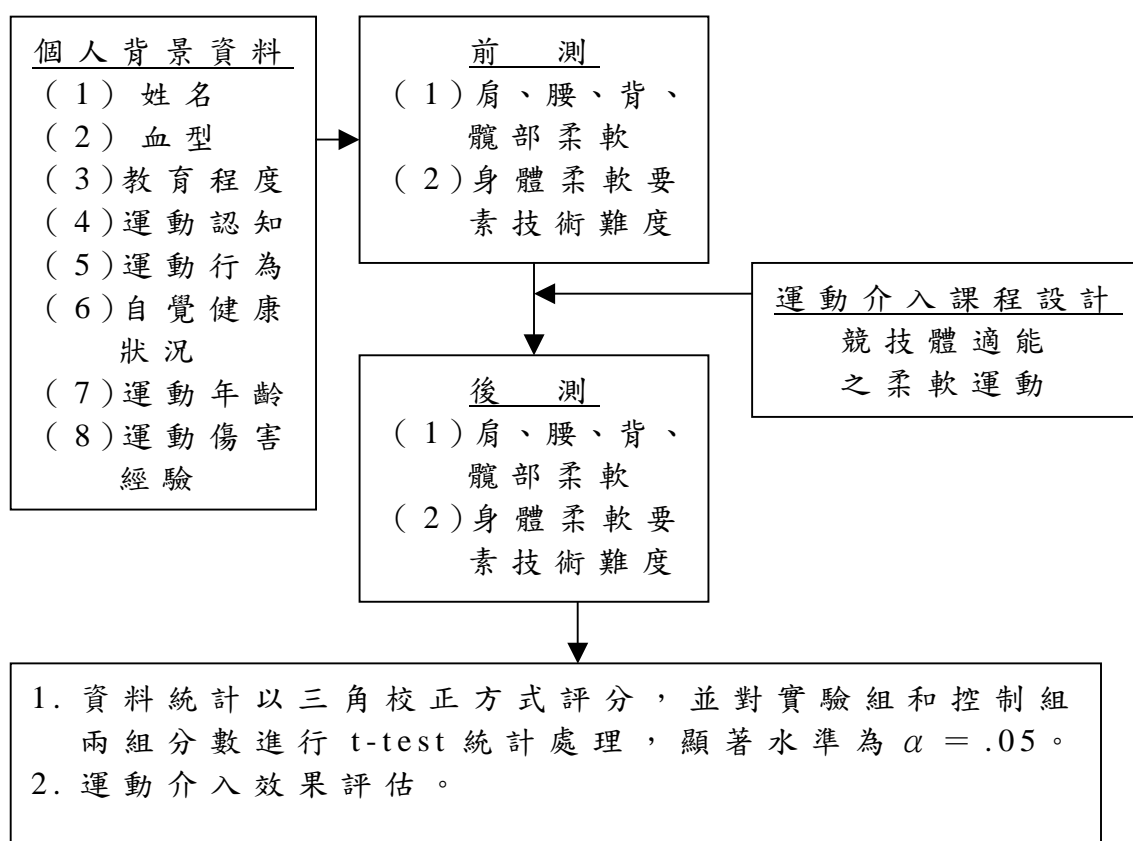 個人背景資料
（1）姓名
（2）血型
（3）教育程度
（4）運動認知
（5）運動行為
（6）自覺健康
狀況
（7）運動年齡
（8）運動傷害
經驗
前　測
（1）肩、腰、背、
髖部柔軟
（2）身體柔軟要
素技術難度
運動介入課程設計
競技體適能
之柔軟運動
後　測
（1）肩、腰、背、
髖部柔軟
（2）身體柔軟要
素技術難度
1. 資料統計以三角校正方式評分，並對實驗組和控制組
兩組分數進行 t-test 統計處理，顯著水準為 α = .05。
2. 運動介入效果評估。